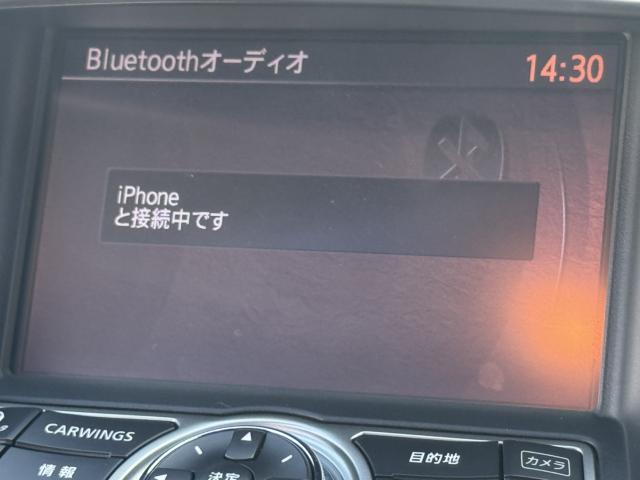 Bluetoothオーディオ
14:30
iPhone
と接続中です
CARWINGS
情報
決定
目的地
カメラ